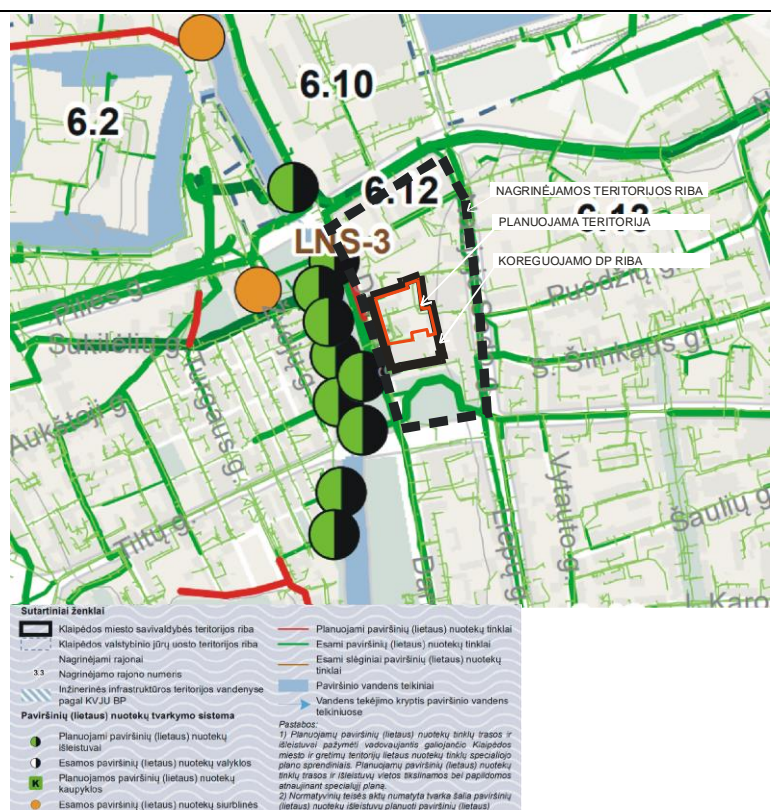 6.10
6.2
6.12
NAGRINĖJAMOS TERITORIJOS RIBA
PLANUOJAMA TERITORIJA
LNS-3
KOREGUOJAMO DP RIBA
Puodžių g.
Pilies g.
Sukilėlių g.
S. Šimkaus g.
Turgaus g.
Aukštoji g.
Vytauto g.
Tiltų g.
Liepų g.
Šaulių g.
Sutartiniai ženklai
Klaipėdos miesto savivaldybės teritorijos riba
Klaipėdos valstybinio jūrų uosto teritorijos riba
Nagrinėjami rajonai
3.3 Nagrinėjamo rajono numeris
Inžinerinės infrastruktūros teritorijos vandenyse
pagal KVJU BP
Paviršinių (lietaus) nuotekų tvarkymo sistema
Planuojami paviršinių (lietaus) nuotekų
išleistuvai
Esamos paviršinių (lietaus) nuotekų valyklos
K Planuojamos paviršinių (lietaus) nuotekų
kaupyklos
Esamos paviršinių (lietaus) nuotekų siurblinės
Planuojami paviršinių (lietaus) nuotekų tinklai
Esami paviršinių (lietaus) nuotekų tinklai
Esami slėginiai paviršinių (lietaus) nuotekų
tinklai
Paviršinio vandens telkiniai
Vandens tekėjimo kryptis paviršinio vandens
telkiniuose
Pastabos:
1) Planuojamų paviršinių (lietaus) nuotekų tinklų trasos ir
išleistuvai pažymėti vadovaujantis galiojančio Klaipėdos
miesto ir gretimų teritorijų lietaus nuotekų tinklų specialiojo
plano sprendiniais. Planuojamų paviršinių (lietaus) nuotekų
tinklų trasos ir išleistuvų vietos tikslinamos bei papildomos
atnaujinant specialųjį planą.
2) Normatyvinių teisės aktų numatyta tvarka šalia paviršinių
(lietaus) nuotekų išleistuvų planuoti paviršinių (lietaus)